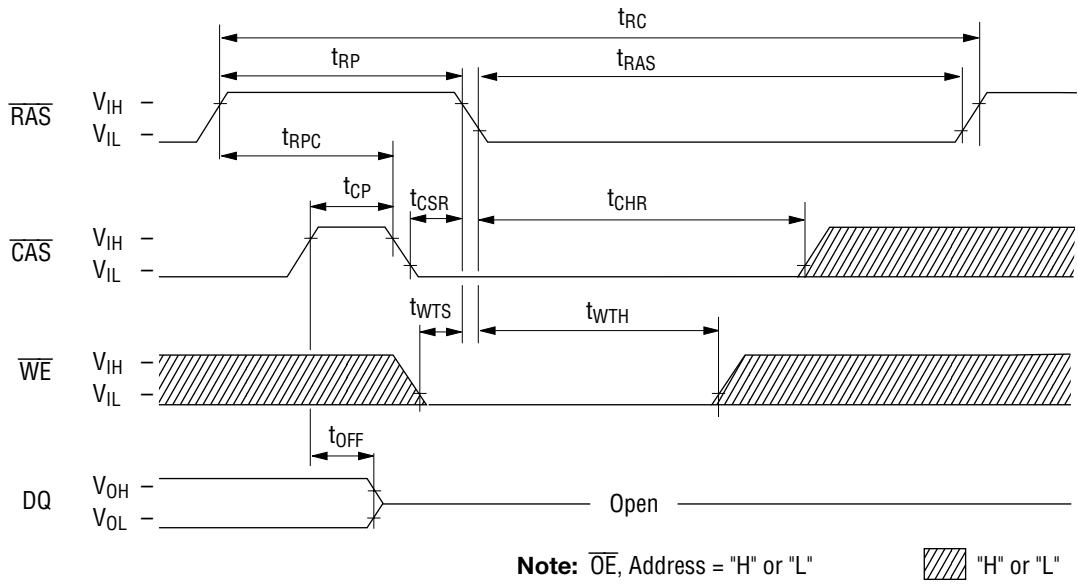 tRC
tRP
tRAS
RAS
VIH
VIL
tRPC
tCP
tCSR
tCHR
CAS
VIH
VIL
tWTS
tWTH
WE
VIH
VIL
tOFF
DQ
VOH
VOL
Open
Note: OE, Address = "H" or "L"
"H" or "L"